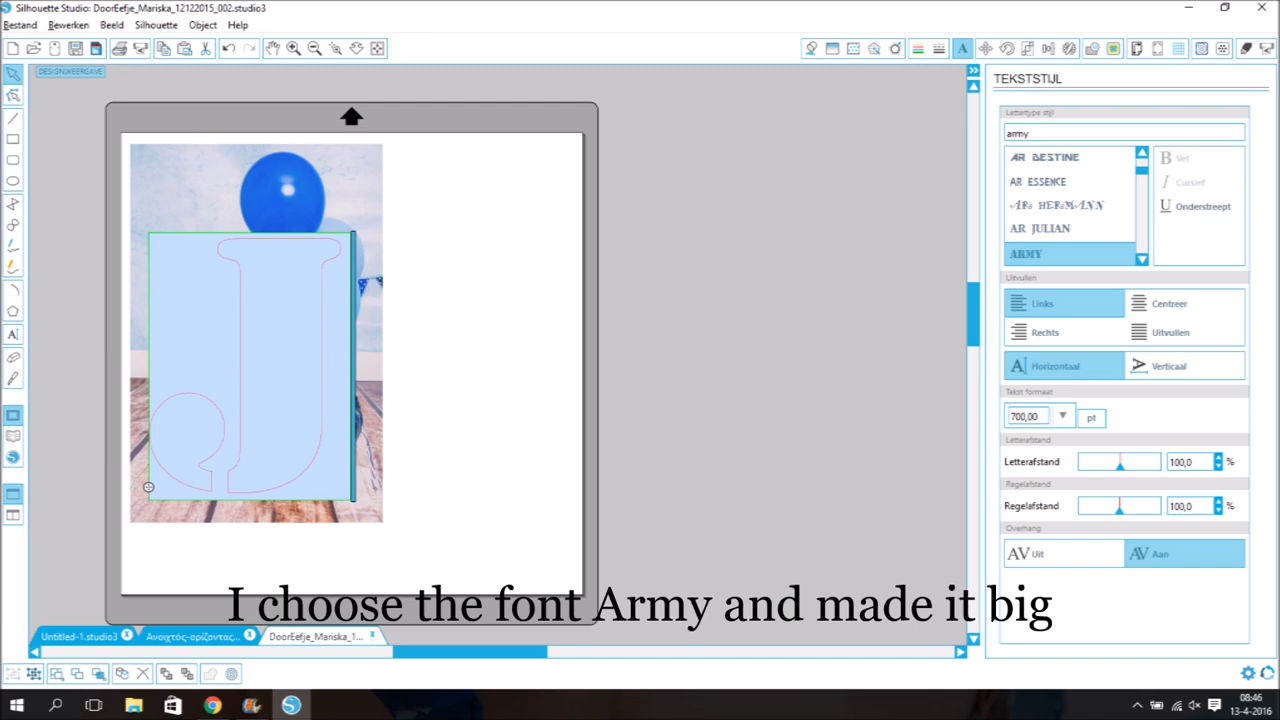 Silhouette Studio: DoorEefje_Mariska_12122015_002.studio3
Bestand Bewerken Beeld Silhouette Object Help
DESIGNWEERGAVE
TEKSTSTIJL
Lettertype stijl
army
AR DESTINE
AR ESSENCE
AR HERMANN
AR JULIAN
ARMY
B Vet
I Cursief
U Onderstreept
Uitvullen
Links Centreer
Rechts Uitvullen
Horizontaal Verticaal
Tekst formaat
700,00 pt
Letterafstand
Letterafstand 100,0 %
Regelafstand
Regelafstand 100,0 %
Overhang
AV Uit AV Aan
J
I choose the font Army and made it big
Untitled-1.studio3 Ανοιχτός-ορίζοντας... DoorEefje_Mariska_1...
08:46
13-4-2016